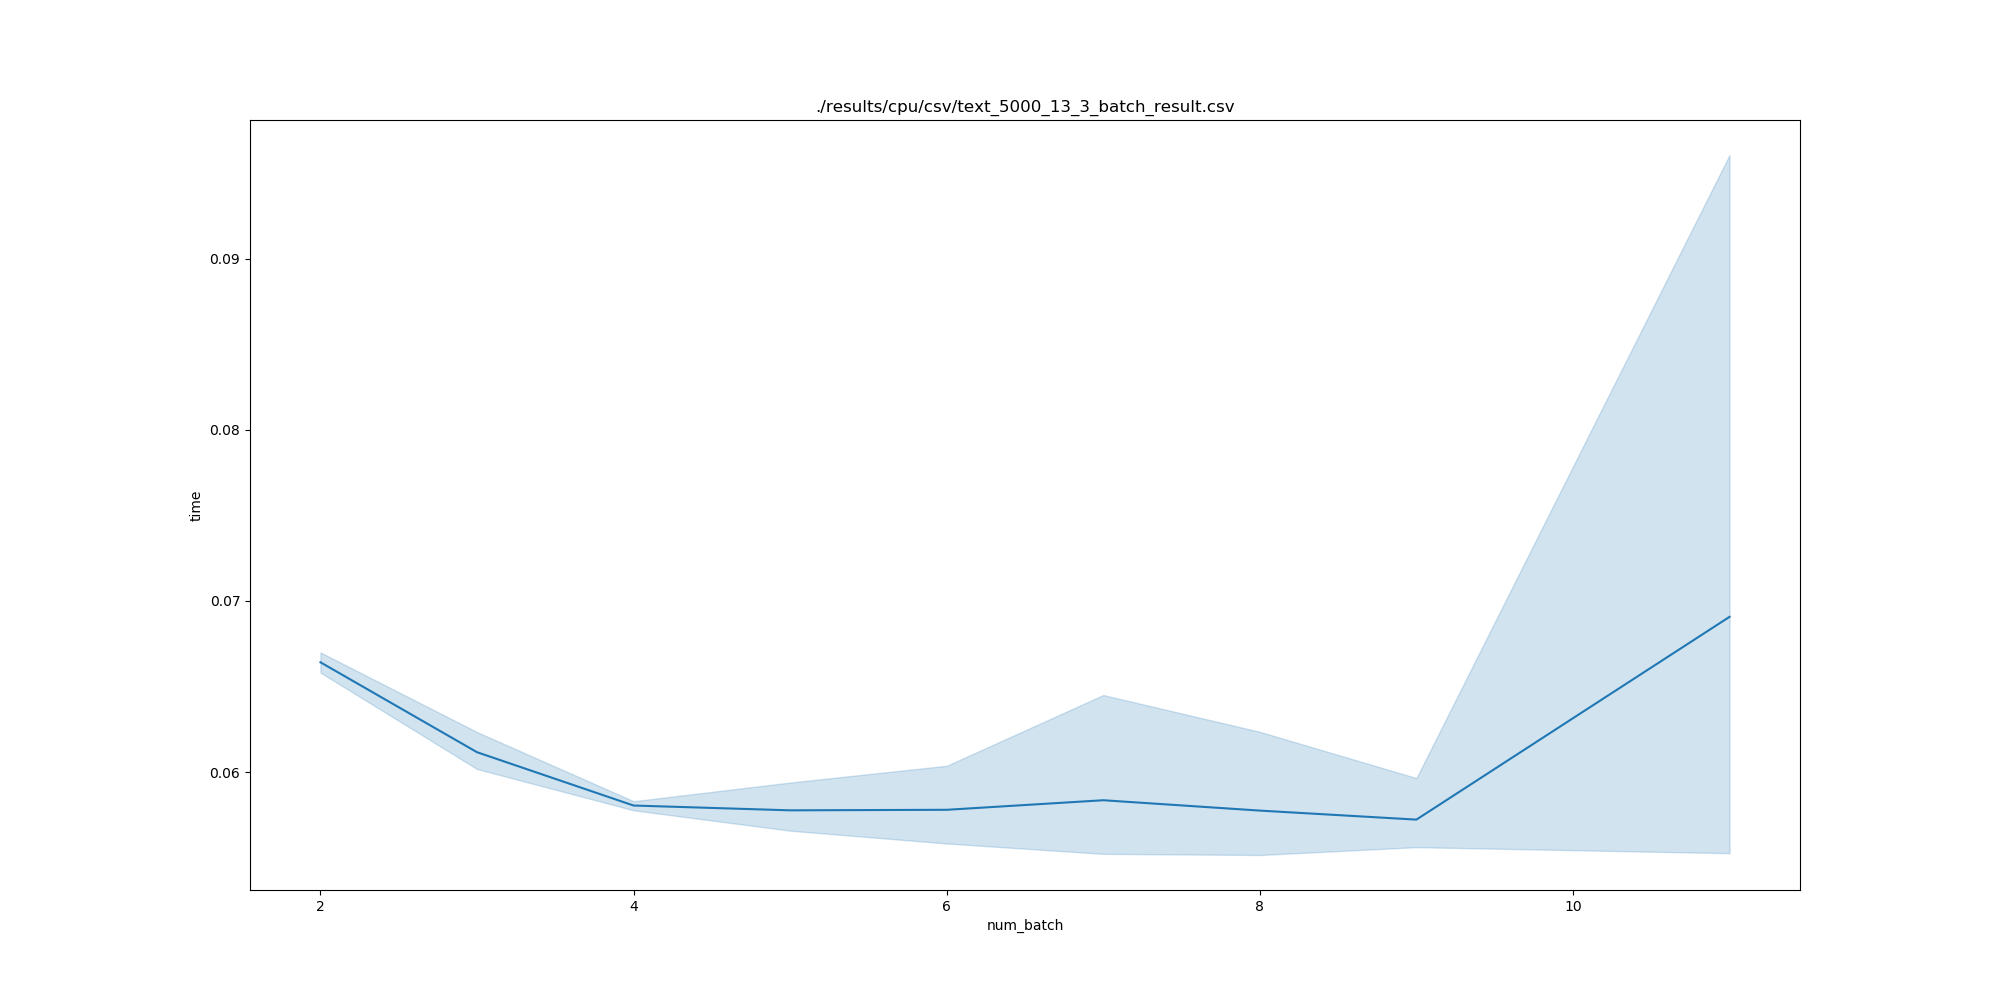 ./results/cpu/csv/text_5000_13_3_batch_result.csv
0.09
0.08
time
0.07
0.06
2 4 6 8 10
num_batch